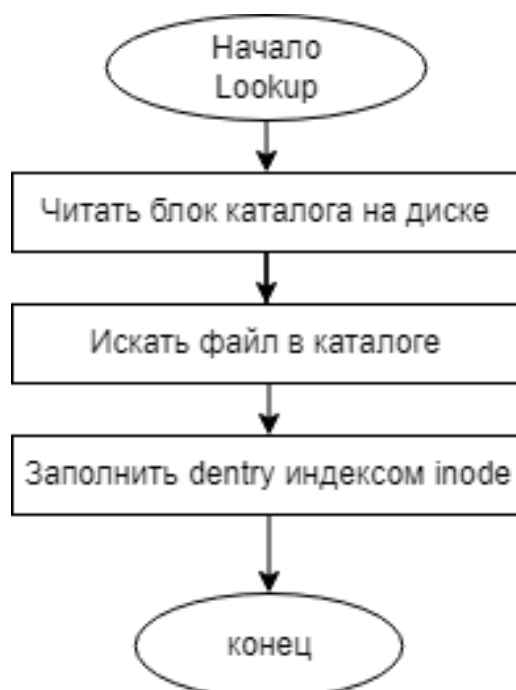 Начало
Lookup
Читать блок каталога на диске
Искать файл в каталоге
Заполнить dentry индексом inode
конец